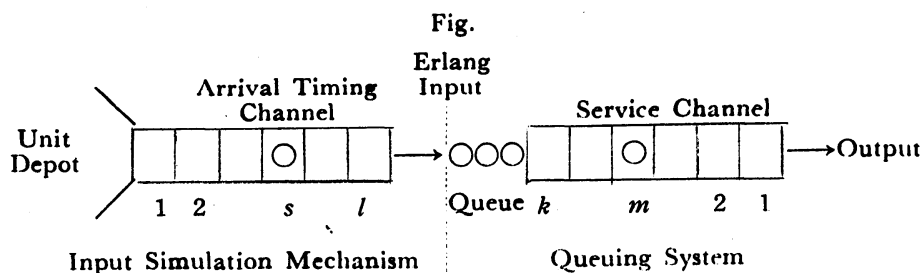 Fig.
Erlang
Input
Arrival Timing
Channel
Service Channel
Unit
Depot
Output
1 2 s l
Queue k m 2 1
Input Simulation Mechanism
Queuing System